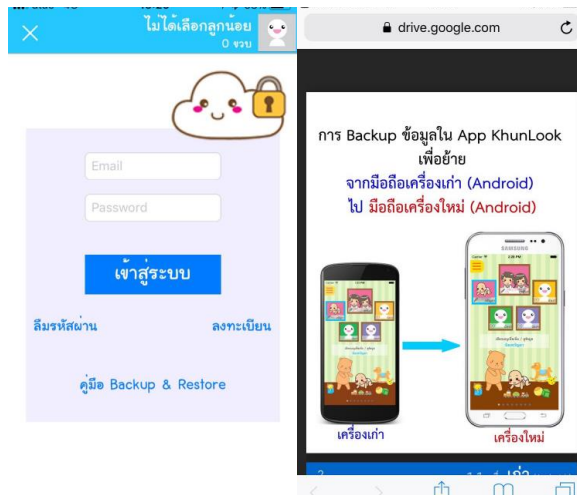 ไม่ได้เลือกลูกน้อย
0 ขวบ
Email
Password
เข้าสู่ระบบ
ลืมรหัสผ่าน
ลงทะเบียน
คู่มือ Backup & Restore
drive.google.com
การ Backup ข้อมูลใน App KhunLook
เพื่อย้าย
จากมือถือเครื่องเก่า (Android)
ไป มือถือเครื่องใหม่ (Android)
SAMSUNG
เครื่องเก่า
เครื่องใหม่